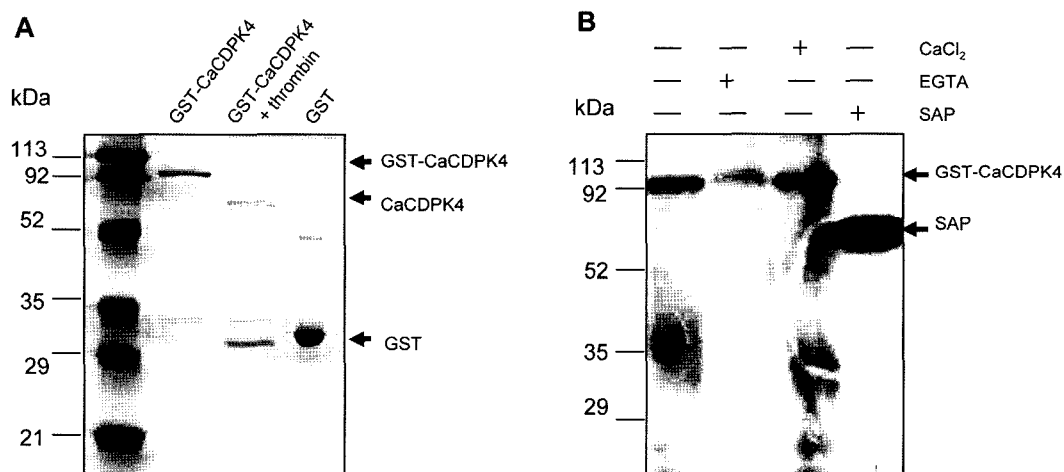 A
GST-CaCDPK4
GST-CaCDPK4
+ thrombin
GST
kDa
113
92
52
35
29
21
GST-CaCDPK4
CaCDPK4
GST
B
— — + — CaCl₂
— + — — EGTA
— — — + SAP
kDa
113
92
52
35
29
GST-CaCDPK4
SAP